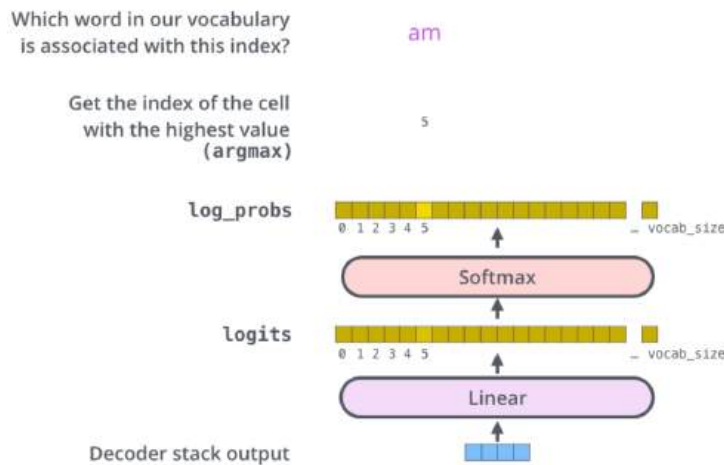 Which word in our vocabulary
is associated with this index?
am
Get the index of the cell
with the highest value
(argmax)
5
log_probs
0 1 2 3 4 5 … vocab_size
Softmax
logits
0 1 2 3 4 5 … vocab_size
Linear
Decoder stack output